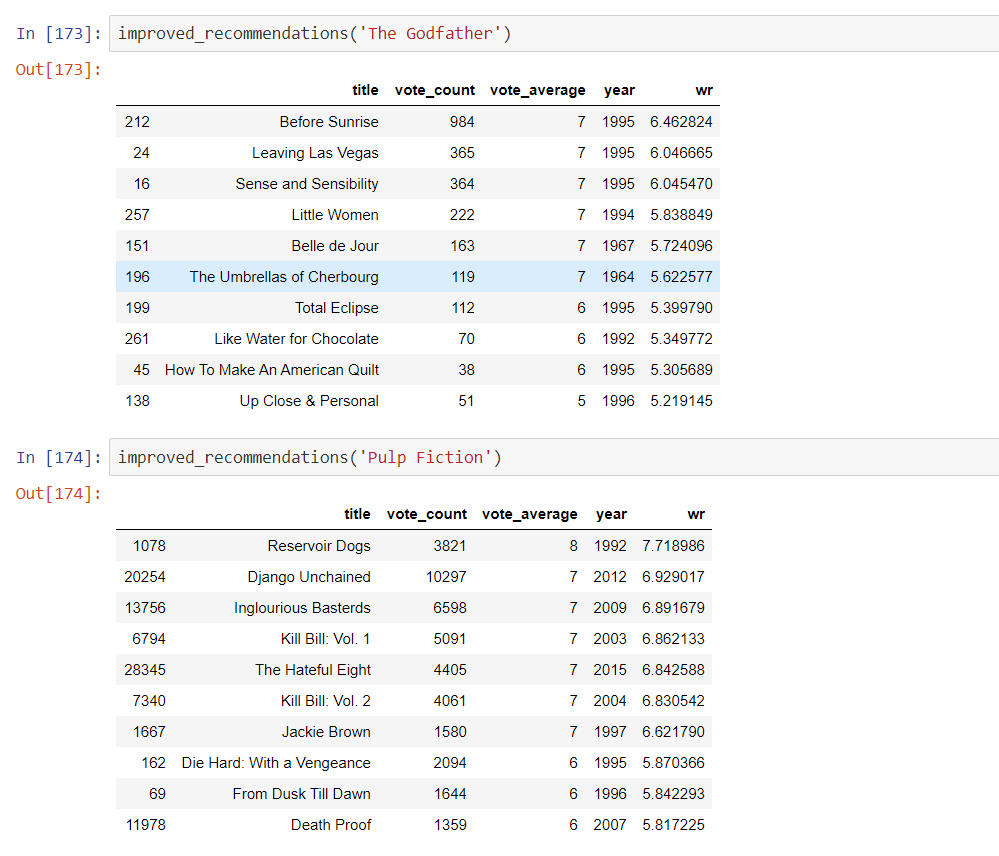 In [173]: improved_recommendations('The Godfather')
Out[173]:
title vote_count vote_average year wr
212 Before Sunrise 984 7 1995 6.462824
24 Leaving Las Vegas 365 7 1995 6.046665
16 Sense and Sensibility 364 7 1995 6.045470
257 Little Women 222 7 1994 5.838849
151 Belle de Jour 163 7 1967 5.724096
196 The Umbrellas of Cherbourg 119 7 1964 5.622577
199 Total Eclipse 112 6 1995 5.399790
261 Like Water for Chocolate 70 6 1992 5.349772
45 How To Make An American Quilt 38 6 1995 5.305689
138 Up Close & Personal 51 5 1996 5.219145
In [174]: improved_recommendations('Pulp Fiction')
Out[174]:
title vote_count vote_average year wr
1078 Reservoir Dogs 3821 8 1992 7.718986
20254 Django Unchained 10297 7 2012 6.929017
13756 Inglourious Basterds 6598 7 2009 6.891679
6794 Kill Bill: Vol. 1 5091 7 2003 6.862133
28345 The Hateful Eight 4405 7 2015 6.842588
7340 Kill Bill: Vol. 2 4061 7 2004 6.830542
1667 Jackie Brown 1580 7 1997 6.621790
162 Die Hard: With a Vengeance 2094 6 1995 5.870366
69 From Dusk Till Dawn 1644 6 1996 5.842293
11978 Death Proof 1359 6 2007 5.817225